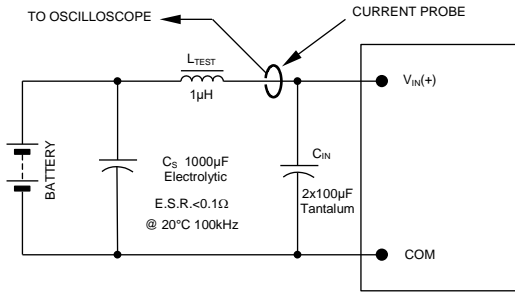 TO OSCILLOSCOPE
CURRENT PROBE
LTEST
1µH
VIN(+)
BATTERY
CS 1000µF
Electrolytic
E.S.R.<0.1Ω
@ 20°C 100kHz
CIN
2x100µF
Tantalum
COM